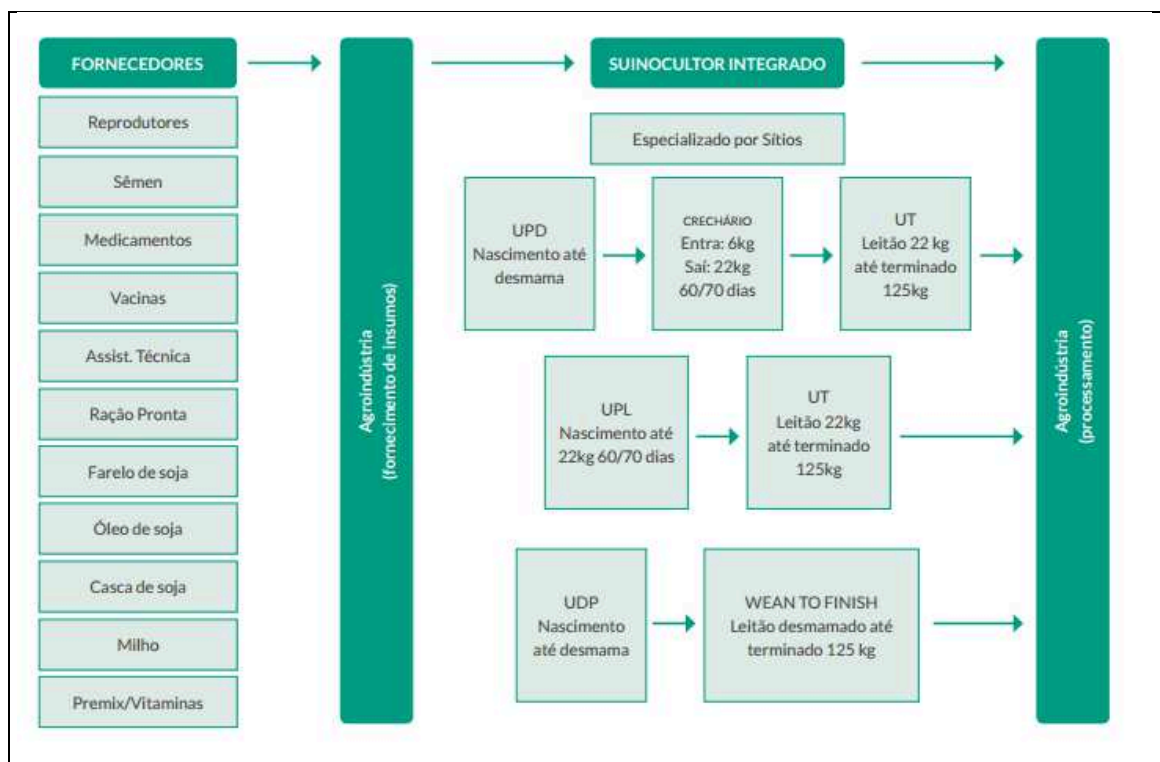 FORNECEDORES
Reprodutores
Sêmen
Medicamentos
Vacinas
Assist. Técnica
Ração Pronta
Farelo de soja
Óleo de soja
Casca de soja
Milho
Premix/Vitaminas
Agroindústria
(fornecimento de insumos)
SUINOCULTOR INTEGRADO
Especializado por Sítios
UPD
Nascimento até
desmama
CRECHÁRIO
Entra: 6kg
Saí: 22kg
60/70 dias
UT
Leitão 22 kg
até terminado
125kg
UPL
Nascimento até
22kg 60/70 dias
UT
Leitão 22kg
até terminado
125kg
UDP
Nascimento
até desmama
WEAN TO FINISH
Leitão desmamado até
terminado 125 kg
Agroindústria
(processamento)